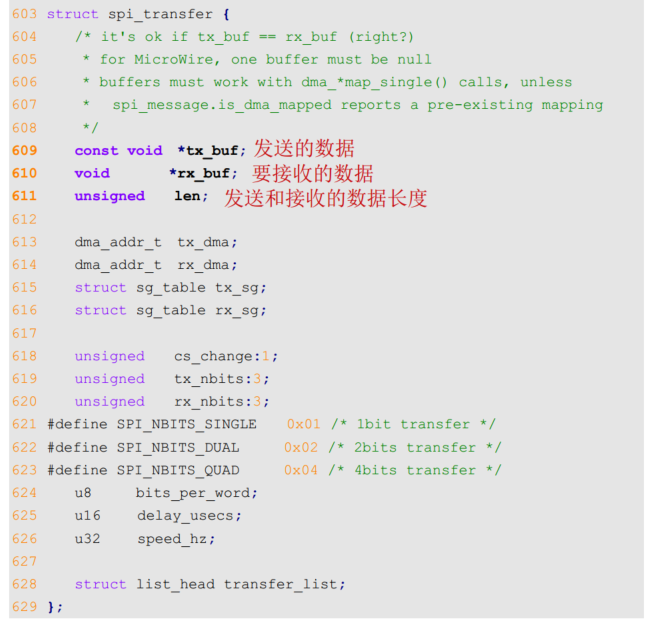 603 struct spi_transfer {
604 /* it's ok if tx_buf == rx_buf (right?)
605 * for MicroWire, one buffer must be null
606 * buffers must work with dma_*map_single() calls, unless
607 * spi_message.is_dma_mapped reports a pre-existing mapping
608 */
609 const void *tx_buf; 发送的数据
610 void *rx_buf; 要接收的数据
611 unsigned len; 发送和接收的数据长度
612
613 dma_addr_t tx_dma;
614 dma_addr_t rx_dma;
615 struct sg_table tx_sg;
616 struct sg_table rx_sg;
617
618 unsigned cs_change:1;
619 unsigned tx_nbits:3;
620 unsigned rx_nbits:3;
621 #define SPI_NBITS_SINGLE 0x01 /* 1bit transfer */
622 #define SPI_NBITS_DUAL 0x02 /* 2bits transfer */
623 #define SPI_NBITS_QUAD 0x04 /* 4bits transfer */
624 u8 bits_per_word;
625 u16 delay_usecs;
626 u32 speed_hz;
627
628 struct list_head transfer_list;
629 };